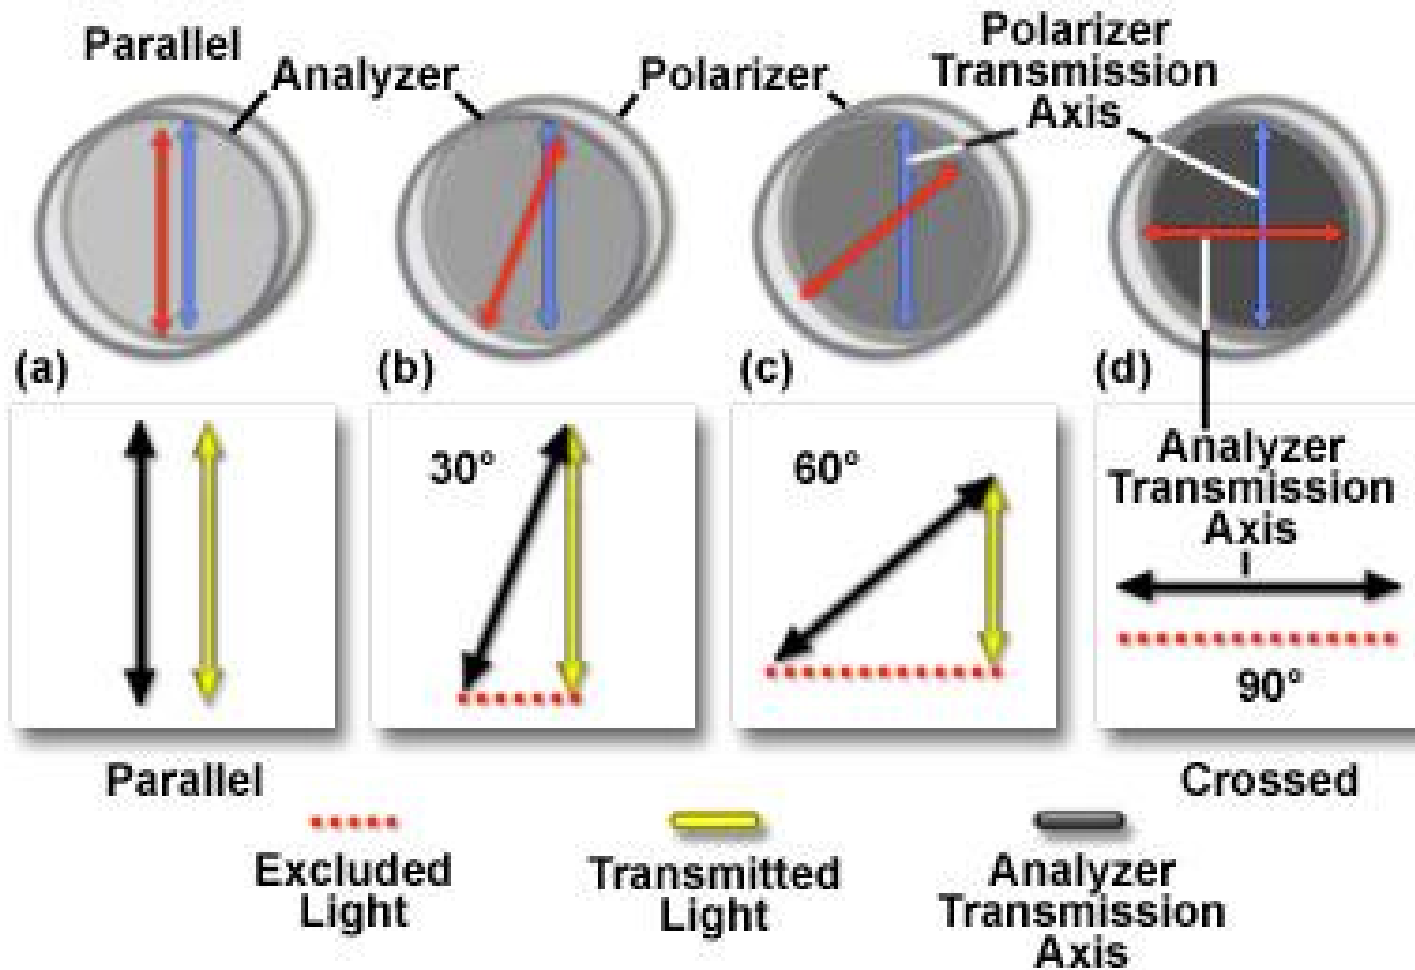 Parallel
Analyzer
Polarizer
Polarizer
Transmission
Axis
(a)
(b)
(c)
(d)
30°
60°
Analyzer
Transmission
Axis
90°
Parallel
Crossed
Excluded
Light
Transmitted
Light
Analyzer
Transmission
Axis